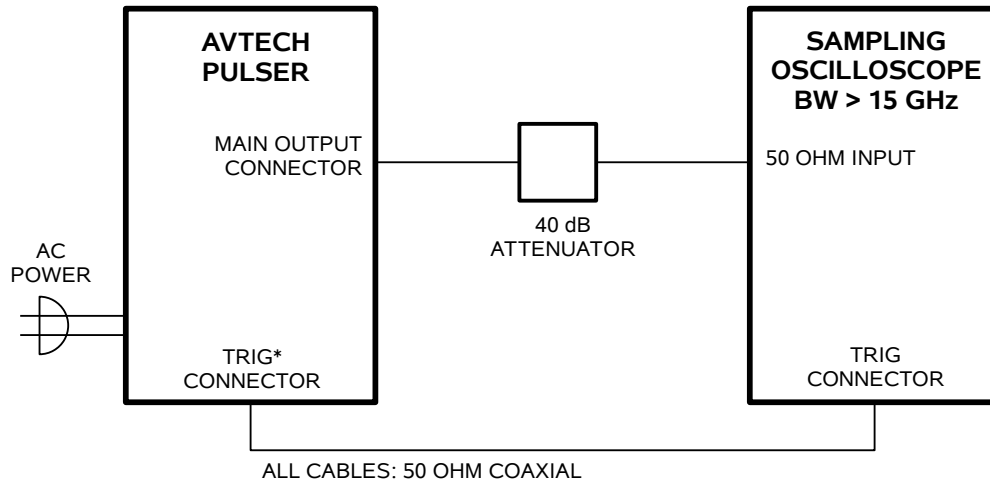 AVTECH
PULSER
SAMPLING
OSCILLOSCOPE
BW > 15 GHz
MAIN OUTPUT
CONNECTOR
50 OHM INPUT
40 dB
ATTENUATOR
AC
POWER
TRIG*
CONNECTOR
TRIG
CONNECTOR
ALL CABLES: 50 OHM COAXIAL